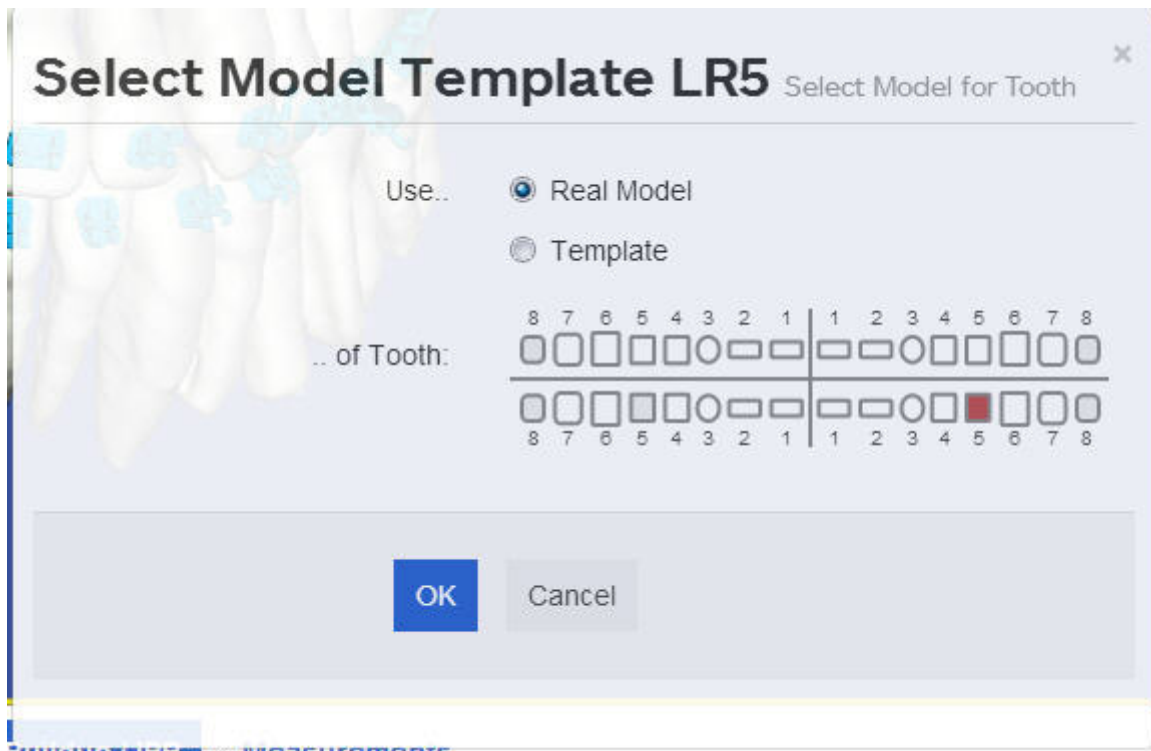 Select Model Template LR5 Select Model for Tooth ×
Use..
Real Model
Template
8 7 6 5 4 3 2 1 1 2 3 4 5 6 7 8
.. of Tooth:
8 7 6 5 4 3 2 1 1 2 3 4 5 6 7 8
OK Cancel
Measurements